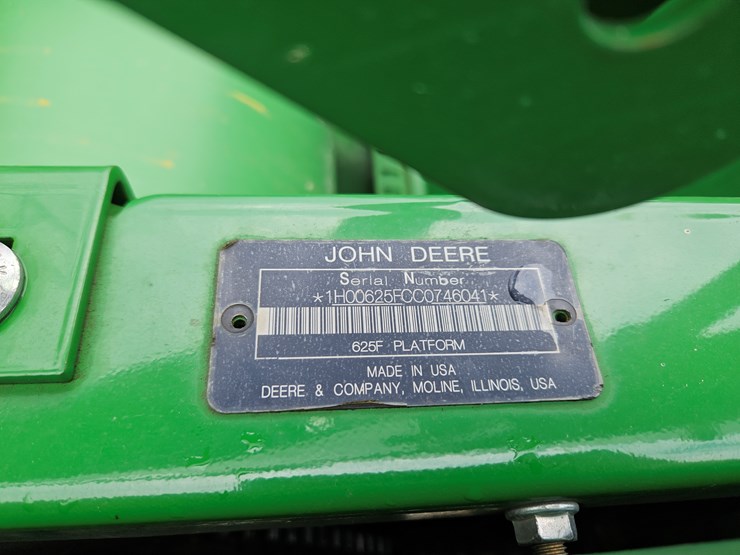 JOHN DEERE
Serial Number
*1H00625FCC0746041*
625F PLATFORM
MADE IN USA
DEERE & COMPANY, MOLINE, ILLINOIS, USA